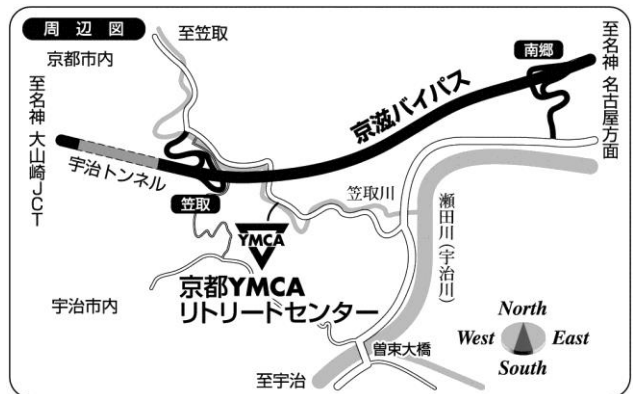 周辺図
京都市内
至笠取
南郷
至名神 名古屋方面
至名神 大山崎JCT
京滋バイパス
宇治トンネル
笠取
笠取川
瀬田川(宇治川)
YMCA
京都YMCA
リトリートセンター
宇治市内
North
West East
South
曽束大橋
至宇治